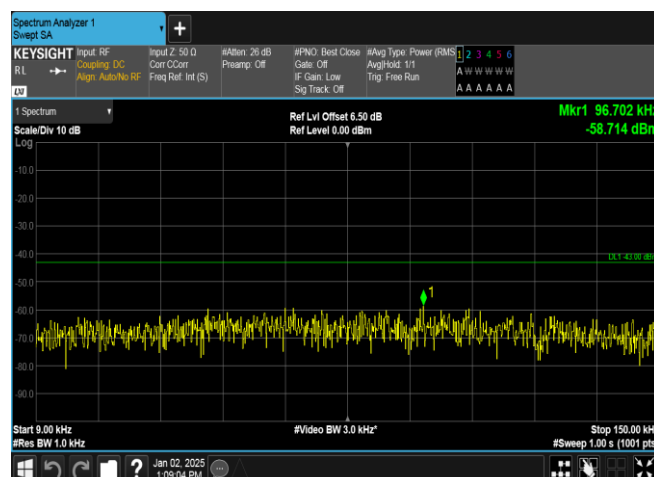 Spectrum Analyzer 1
Swept SA
+
KEYSIGHT
RL
LXI
Input: RF
Coupling: DC
Align: Auto/No RF
Input Z: 50 Ω
Corr CCorr
Freq Ref: Int (S)
#Atten: 26 dB
Preamp: Off
#PNO: Best Close
Gate: Off
IF Gain: Low
Sig Track: Off
#Avg Type: Power (RMS
Avg|Hold: 1/1
Trig: Free Run
1 2 3 4 5 6
A W W W W W
A A A A A A
1 Spectrum
Scale/Div 10 dB
Log
Ref Lvl Offset 6.50 dB
Ref Level 0.00 dBm
Mkr1 96.702 kHz
-58.714 dBm
-10.0
-20.0
-30.0
-40.0
DL1 -43.00 dBm
-50.0
1
-60.0
-70.0
-80.0
-90.0
Start 9.00 kHz
#Video BW 3.0 kHz*
Stop 150.00 kHz
#Res BW 1.0 kHz
#Sweep 1.00 s (1001 pts
?
Jan 02, 2025
1:09:04 PM